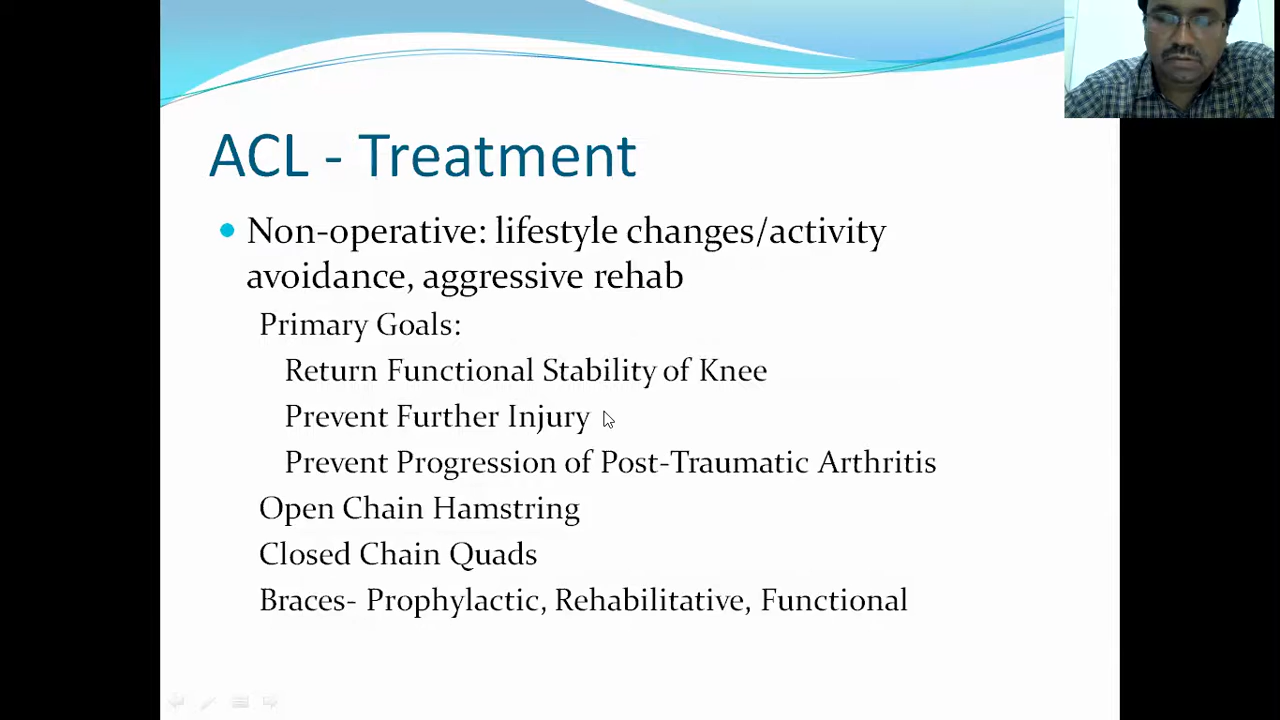 ACL - Treatment
Non-operative: lifestyle changes/activity
avoidance, aggressive rehab
Primary Goals:
Return Functional Stability of Knee
Prevent Further Injury
Prevent Progression of Post-Traumatic Arthritis
Open Chain Hamstring
Closed Chain Quads
Braces- Prophylactic, Rehabilitative, Functional